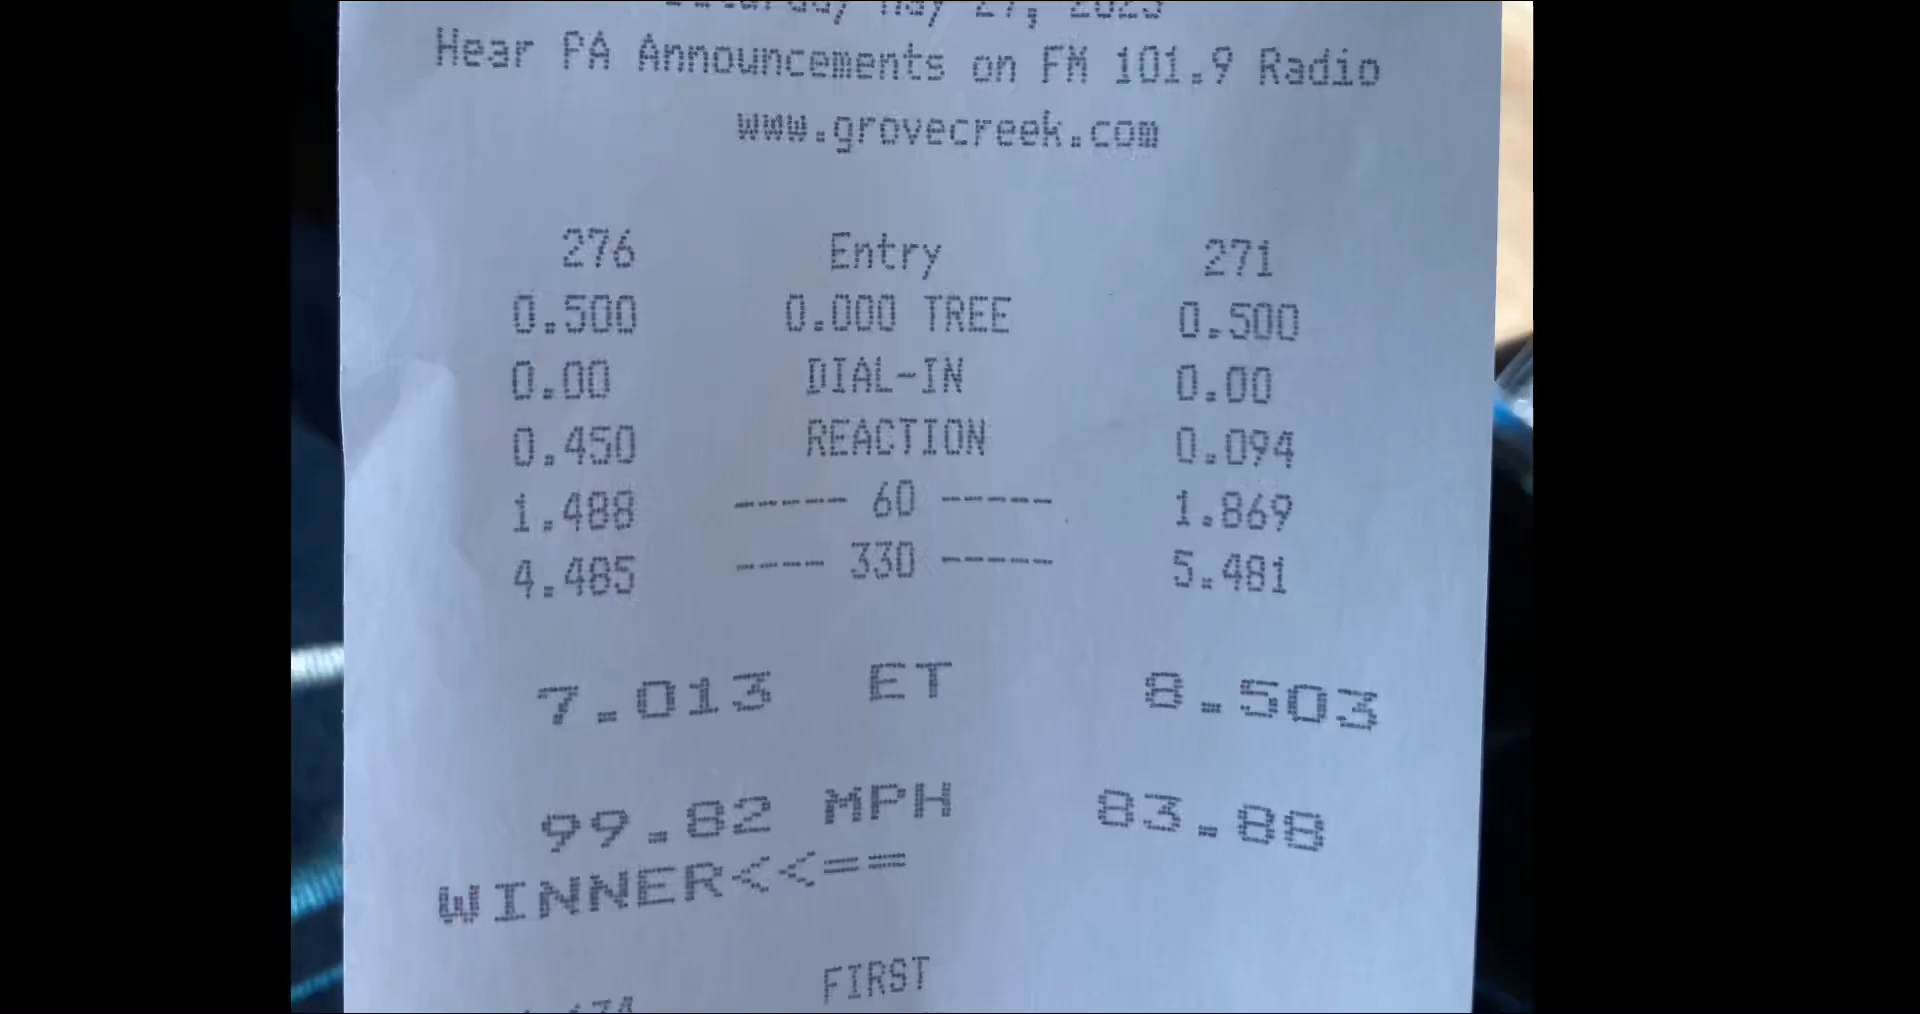 Hear PA Announcements on FM 101.9 Radio
www.grovecreek.com
276 Entry 271
0.500 0.000 TREE 0.500
0.00 DIAL-IN 0.00
0.450 REACTION 0.094
1.488 ----- 60 ----- 1.869
4.485 ---- 330 ----- 5.481
7.013 ET 8.503
99.82 MPH 83.88
WINNER<<==
FIRST